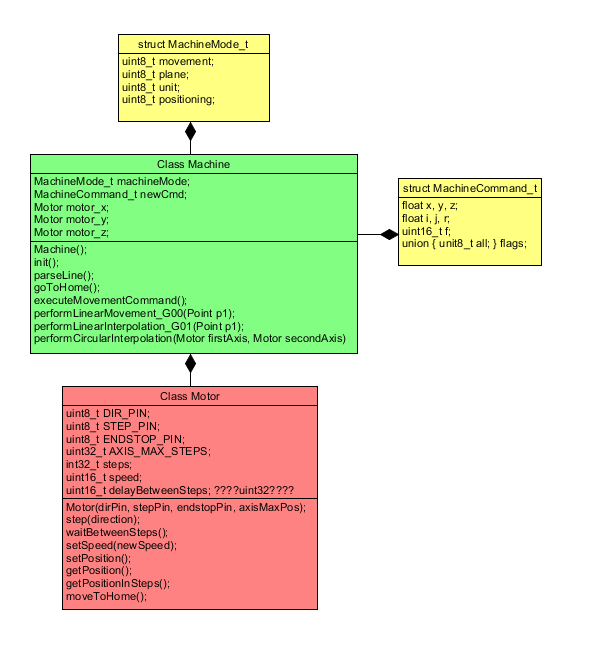 struct MachineMode_t
uint8_t movement;
uint8_t plane;
uint8_t unit;
uint8_t positioning;
Class Machine
MachineMode_t machineMode;
MachineCommand_t newCmd;
Motor motor_x;
Motor motor_y;
Motor motor_z;
Machine();
init();
parseLine();
goToHome();
executeMovementCommand();
performLinearMovement_G00(Point p1);
performLinearInterpolation_G01(Point p1);
performCircularInterpolation(Motor firstAxis, Motor secondAxis)
struct MachineCommand_t
float x, y, z;
float i, j, r;
uint16_t f;
union { unit8_t all; } flags;
Class Motor
uint8_t DIR_PIN;
uint8_t STEP_PIN;
uint8_t ENDSTOP_PIN;
uint32_t AXIS_MAX_STEPS;
int32_t steps;
uint16_t speed;
uint16_t delayBetweenSteps; ????uint32????
Motor(dirPin, stepPin, endstopPin, axisMaxPos);
step(direction);
waitBetweenSteps();
setSpeed(newSpeed);
setPosition();
getPosition();
getPositionInSteps();
moveToHome();